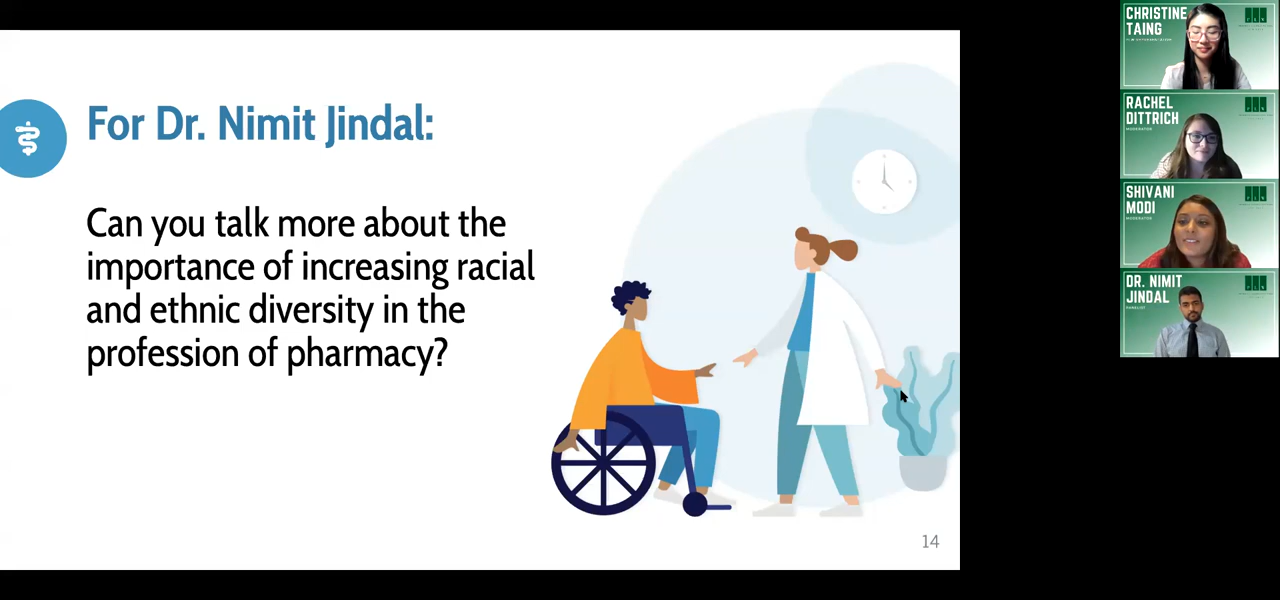 For Dr. Nimit Jindal:
Can you talk more about the
importance of increasing racial
and ethnic diversity in the
profession of pharmacy?
14
CHRISTINE
TAING
RACHEL
DITTRICH
MODERATOR
SHIVANI
MODI
MODERATOR
DR. NIMIT
JINDAL
PANELIST